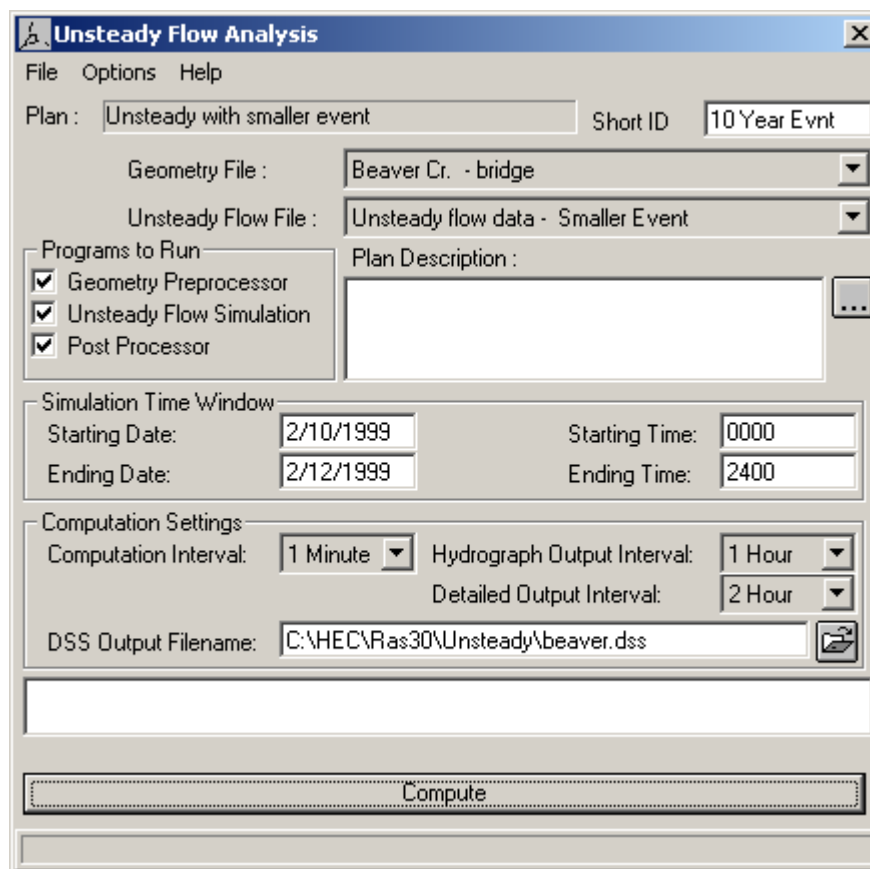 Unsteady Flow Analysis
File Options Help
Plan : Unsteady with smaller event Short ID 10 Year Evnt
Geometry File : Beaver Cr. - bridge
Unsteady Flow File : Unsteady flow data - Smaller Event
Programs to Run
Geometry Preprocessor
Unsteady Flow Simulation
Post Processor
Plan Description :
...
Simulation Time Window
Starting Date: 2/10/1999 Starting Time: 0000
Ending Date: 2/12/1999 Ending Time: 2400
Computation Settings
Computation Interval: 1 Minute Hydrograph Output Interval: 1 Hour
Detailed Output Interval: 2 Hour
DSS Output Filename: C:\HEC\Ras30\Unsteady\beaver.dss
Compute